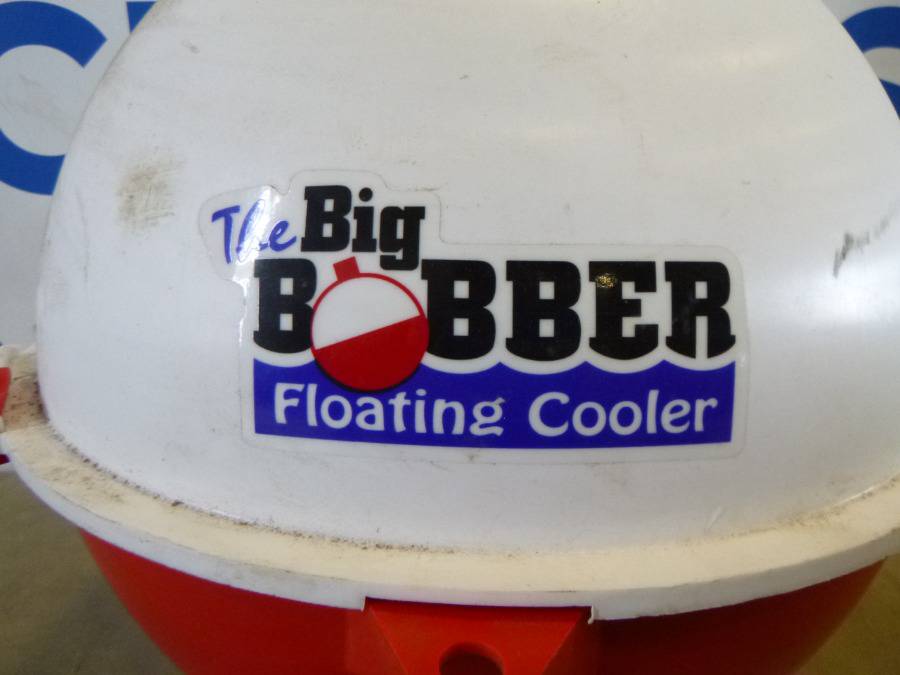 The Big
BOBBER
Floating Cooler